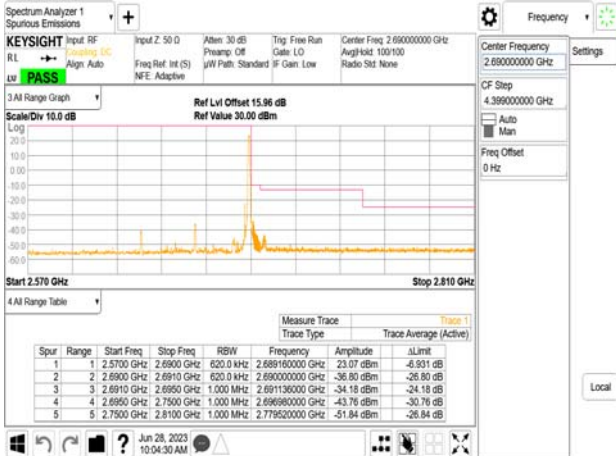 Spectrum Analyzer 1
Spurious Emissions
+
Frequency
KEYSIGHT Input: RF Input Z: 50 Ω Atten: 30 dB Trig: Free Run Center Freq: 2.690000000 GHz
RL Coupling: DC Preamp: Off Gate: LO Avg|Hold: 100/100
Align: Auto Freq Ref: Int (S) µW Path: Standard IF Gain: Low Radio Std: None
LV PASS NFE: Adaptive
Center Frequency
2.690000000 GHz
Settings
CF Step
4.399000000 GHz
Auto
Man
Freq Offset
0 Hz
Local
3 All Range Graph
Ref Lvl Offset 15.96 dB
Scale/Div 10.0 dB Ref Value 30.00 dBm
Log
20.0
10.0
0.00
-10.0
-20.0
-30.0
-40.0
-50.0
-60.0
Start 2.570 GHz Stop 2.810 GHz
4 All Range Table
Measure Trace Trace 1
Trace Type Trace Average (Active)
Spur Range Start Freq Stop Freq RBW Frequency Amplitude ΔLimit
1 1 2.5700 GHz 2.6900 GHz 620.0 kHz 2.689160000 GHz 23.07 dBm -6.931 dB
2 2 2.6900 GHz 2.6910 GHz 620.0 kHz 2.690000000 GHz -36.80 dBm -26.80 dB
3 3 2.6910 GHz 2.6950 GHz 1.000 MHz 2.691136000 GHz -34.18 dBm -24.18 dB
4 4 2.6950 GHz 2.7500 GHz 1.000 MHz 2.696980000 GHz -43.76 dBm -30.76 dB
5 5 2.7500 GHz 2.8100 GHz 1.000 MHz 2.779520000 GHz -51.84 dBm -26.84 dB
?
Jun 28, 2023
10:04:30 AM